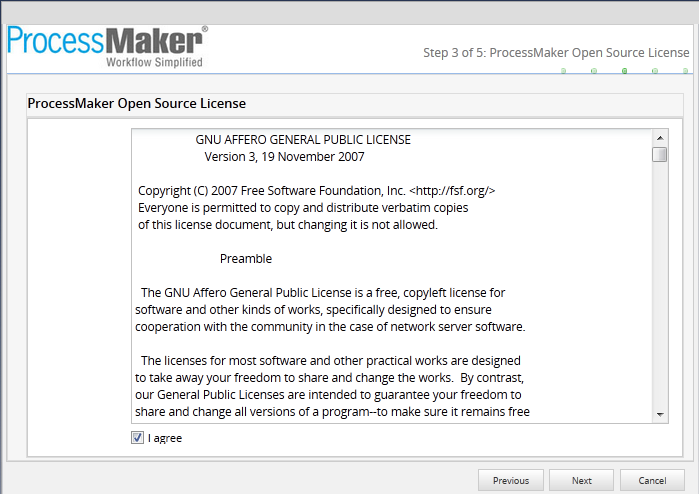 ProcessMaker®
Workflow Simplified
Step 3 of 5: ProcessMaker Open Source License
ProcessMaker Open Source License
GNU AFFERO GENERAL PUBLIC LICENSE
Version 3, 19 November 2007
Copyright (C) 2007 Free Software Foundation, Inc. <http://fsf.org/>
Everyone is permitted to copy and distribute verbatim copies
of this license document, but changing it is not allowed.
Preamble
The GNU Affero General Public License is a free, copyleft license for
software and other kinds of works, specifically designed to ensure
cooperation with the community in the case of network server software.
The licenses for most software and other practical works are designed
to take away your freedom to share and change the works. By contrast,
our General Public Licenses are intended to guarantee your freedom to
share and change all versions of a program--to make sure it remains free
I agree
Previous Next Cancel